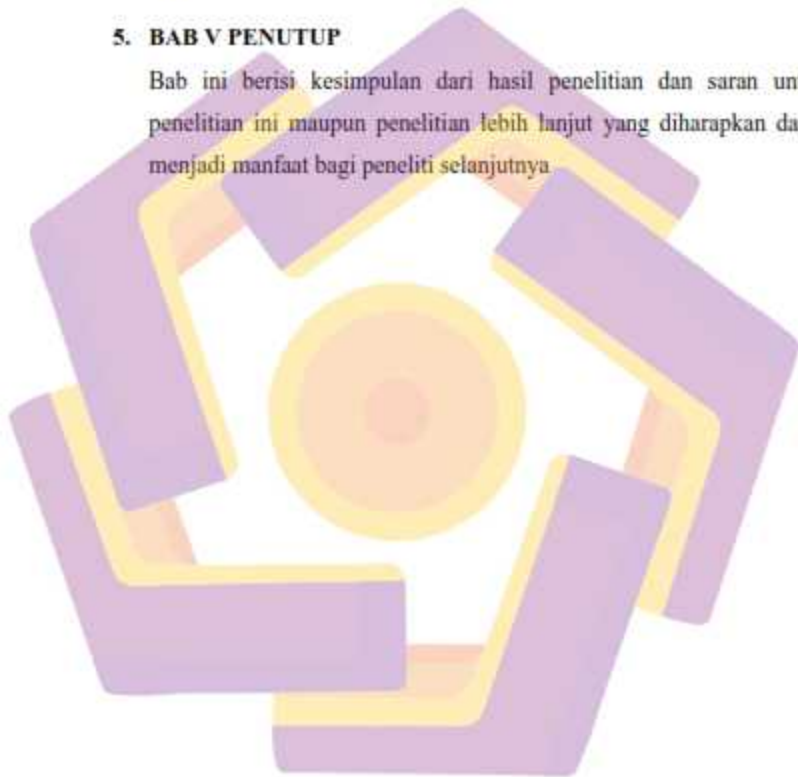 5. BAB V PENUTUP
Bab ini berisi kesimpulan dari hasil penelitian dan saran un
penelitian ini maupun penelitian lebih lanjut yang diharapkan da
menjadi manfaat bagi peneliti selanjutnya